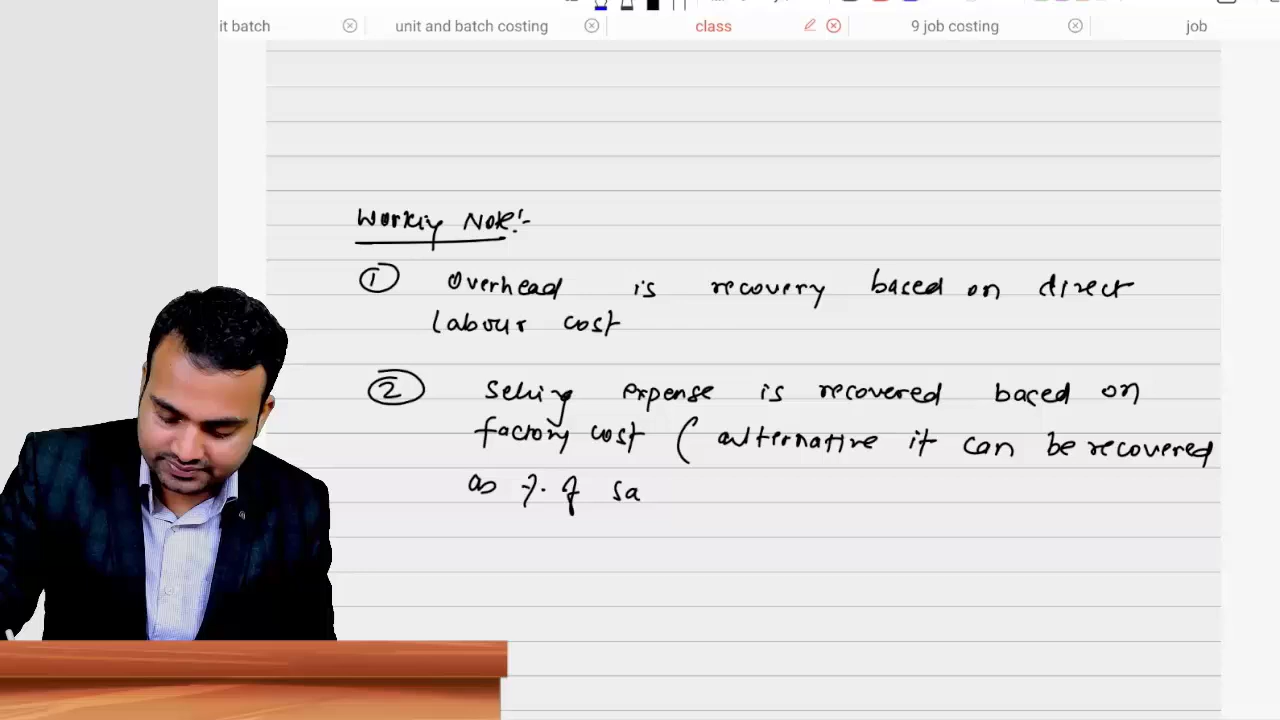 it batch unit and batch costing class 9 job costing job
Working Note:-
① Overhead is recovery based on direct
labour cost
② Selling expense is recovered based on
factory cost (alternative it can be recovered
as % of sa